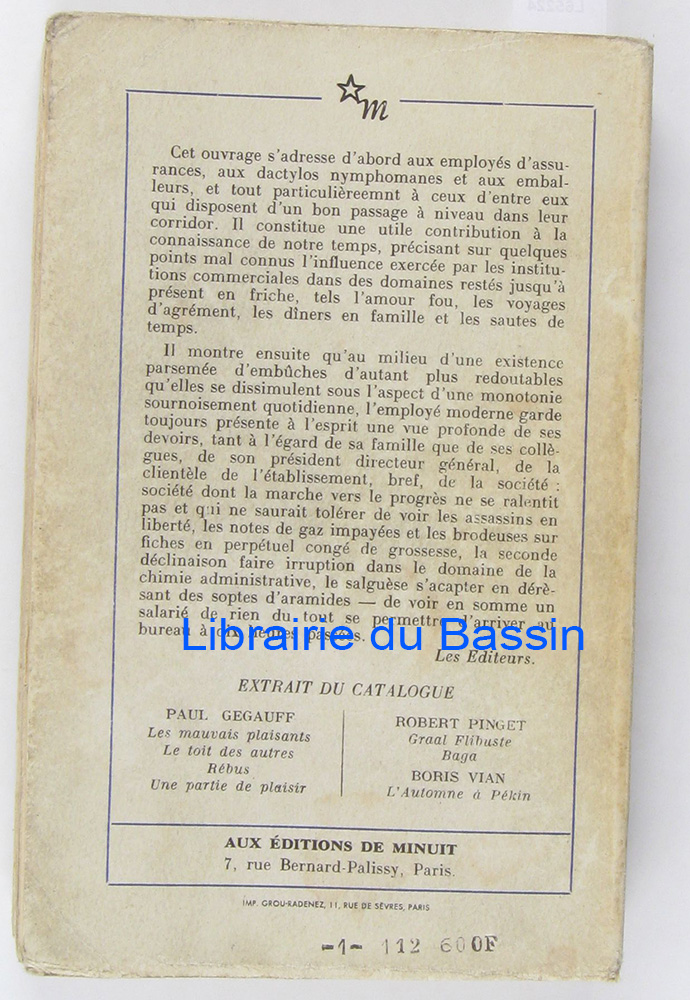 m
Cet ouvrage s'adresse d'abord aux employés d'assu-
rances, aux dactylos nymphomanes et aux embal-
leurs, et tout particulièreemnt à ceux d'entre eux
qui disposent d'un bon passage à niveau dans leur
corridor. Il constitue une utile contribution à la
connaissance de notre temps, précisant sur quelques
points mal connus l'influence exercée par les institu-
tions commerciales dans des domaines restés jusqu'à
présent en friche, tels l'amour fou, les voyages
d'agrément, les dîners en famille et les sautes de
temps.
Il montre ensuite qu'au milieu d'une existence
parsemée d'embûches d'autant plus redoutables
qu'elles se dissimulent sous l'aspect d'une monotonie
sournoisement quotidienne, l'employé moderne garde
toujours présente à l'esprit une vue profonde de ses
devoirs, tant à l'égard de sa famille que de ses collè-
gues, de son président directeur général, de la
clientèle de l'établissement, bref, de la société :
société dont la marche vers le progrès ne se ralentit
pas et qui ne saurait tolérer de voir les assassins en
liberté, les notes de gaz impayées et les brodeuses sur
fiches en perpétuel congé de grossesse, la seconde
déclinaison faire irruption dans le domaine de la
chimie administrative, le salguèse s'acapter en dérè-
sant des soptes d'aramides — de voir en somme un
salarié de rien du tout se permettre d'arriver au
bureau à dix heures passées.
Librairie du Bassin
Les Editeurs.
EXTRAIT DU CATALOGUE
PAUL GEGAUFF
Les mauvais plaisants
Le toit des autres
Rébus
Une partie de plaisir
ROBERT PINGET
Graal Flibuste
Baga
BORIS VIAN
L'Automne à Pékin
AUX ÉDITIONS DE MINUIT
7, rue Bernard-Palissy, Paris.
IMP. GROU-RADENEZ, 11, RUE DE SÈVRES, PARIS
-1- 112 600F